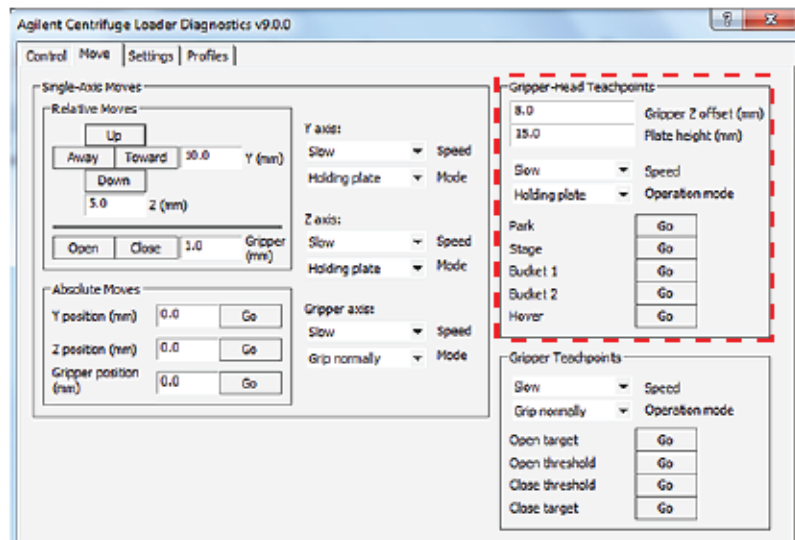 Agilent Centrifuge Loader Diagnostics v9.0.0
Control Move Settings Profiles
Single-Axis Moves
Relative Moves
Up
Away Toward 10.0 Y (mm)
Down
5.0 Z (mm)
Open Close 1.0 Gripper (mm)
Absolute Moves
Y position (mm) 0.0 Go
Z position (mm) 0.0 Go
Gripper position (mm) 0.0 Go
Y axis:
Slow Speed
Holding plate Mode
Z axis:
Slow Speed
Holding plate Mode
Gripper axis:
Slow Speed
Grip normally Mode
Gripper-Head Teachpoints
8.0 Gripper Z offset (mm)
15.0 Plate height (mm)
Slow Speed
Holding plate Operation mode
Park Go
Stage Go
Bucket 1 Go
Bucket 2 Go
Hover Go
Gripper Teachpoints
Slow Speed
Grip normally Operation mode
Open target Go
Open threshold Go
Close threshold Go
Close target Go